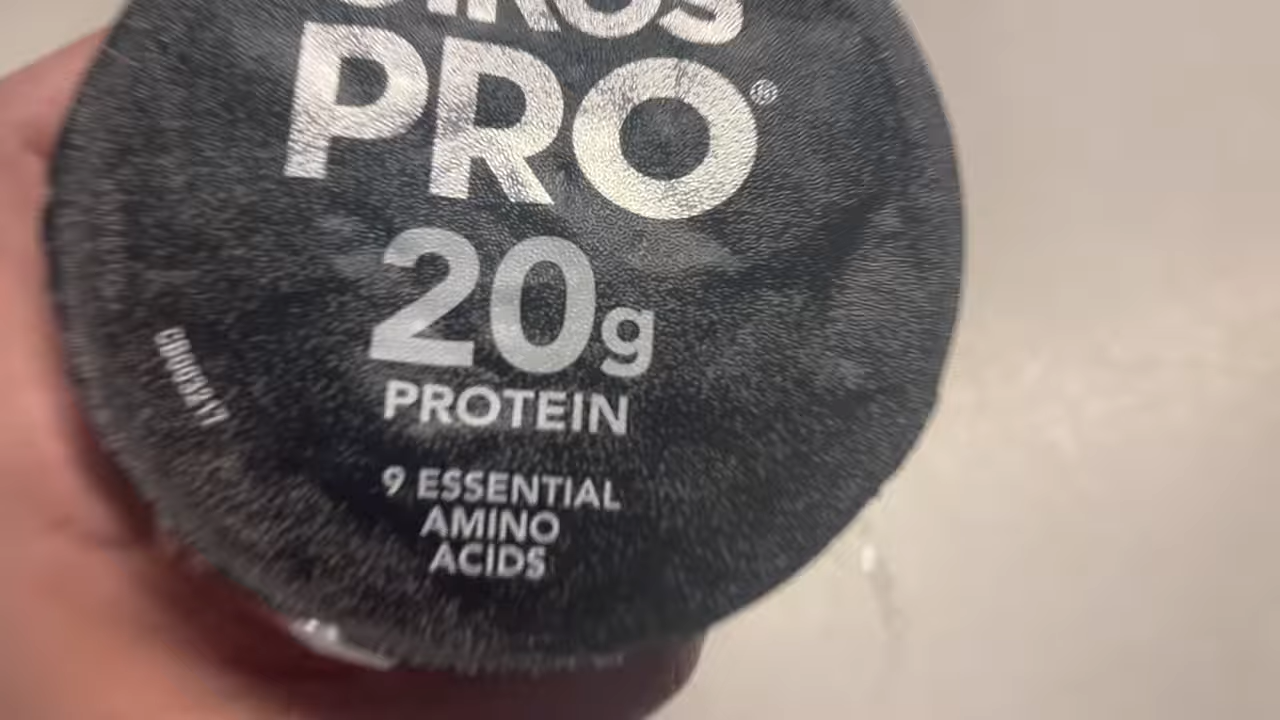 PRO®
20g
PROTEIN
9 ESSENTIAL
AMINO
ACIDS